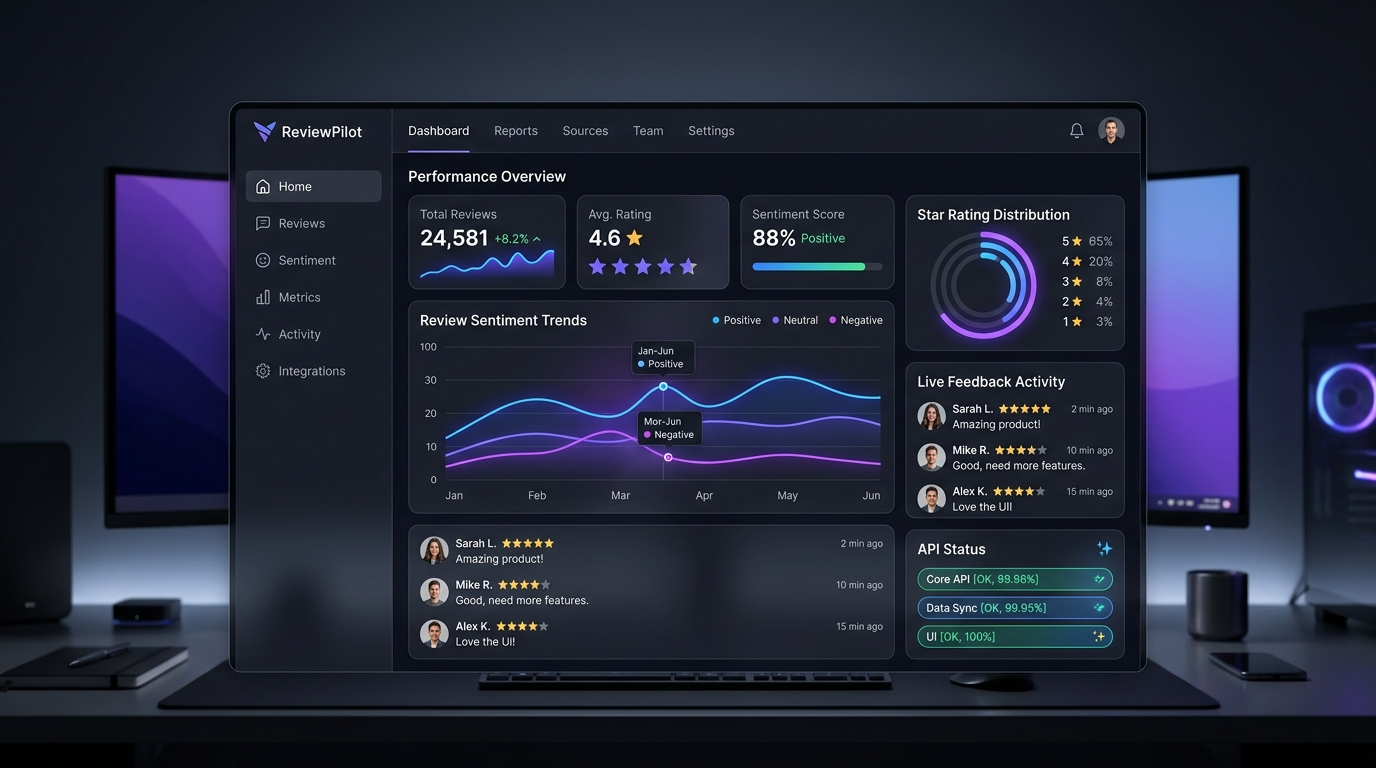 ReviewPilot
Dashboard Reports Sources Team Settings
Home
Reviews
Sentiment
Metrics
Activity
Integrations
Performance Overview
Total Reviews
24,581 +8.2%
Avg. Rating
4.6
Sentiment Score
88% Positive
Star Rating Distribution
5 65%
4 20%
3 8%
2 4%
1 3%
Review Sentiment Trends
Positive Neutral Negative
100
30
20
10
0
Jan-Jun
Positive
Mor-Jun
Negative
Jan Feb Mar Apr May Jun
Live Feedback Activity
Sarah L. 2 min ago
Amazing product!
Mike R. 10 min ago
Good, need more features.
Alex K. 15 min ago
Love the UII
Sarah L. 2 min ago
Amazing product!
Mike R. 10 min ago
Good, need more features.
Alex K. 15 min ago
Love the Ui!
API Status
Core API [OK, 99.98%]
Data Sync [OK, 99.95%]
UI [OK, 100%]